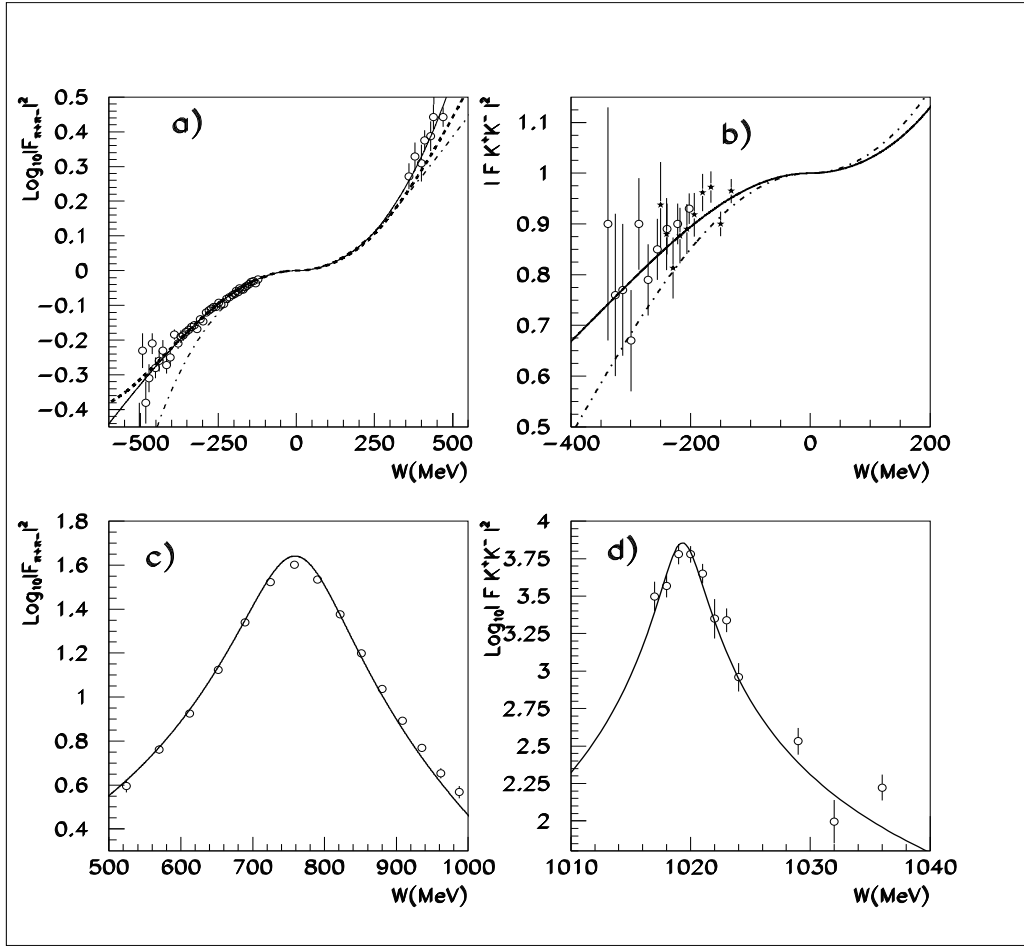 a)
Log₁₀|Fπ+π−|²
0.5
0.4
0.3
0.2
0.1
0
−0.1
−0.2
−0.3
−0.4
−500 −250 0 250 500
W(MeV)
b)
| F K⁺K⁻ |²
1.1
1
0.9
0.8
0.7
0.6
0.5
−400 −200 0 200
W(MeV)
c)
Log₁₀|Fπ+π−|²
1.8
1.6
1.4
1.2
1
0.8
0.6
0.4
500 600 700 800 900 1000
W(MeV)
d)
Log₁₀| F K⁺K⁻ |²
4
3.75
3.5
3.25
3
2.75
2.5
2.25
2
1010 1020 1030 1040
W(MeV)